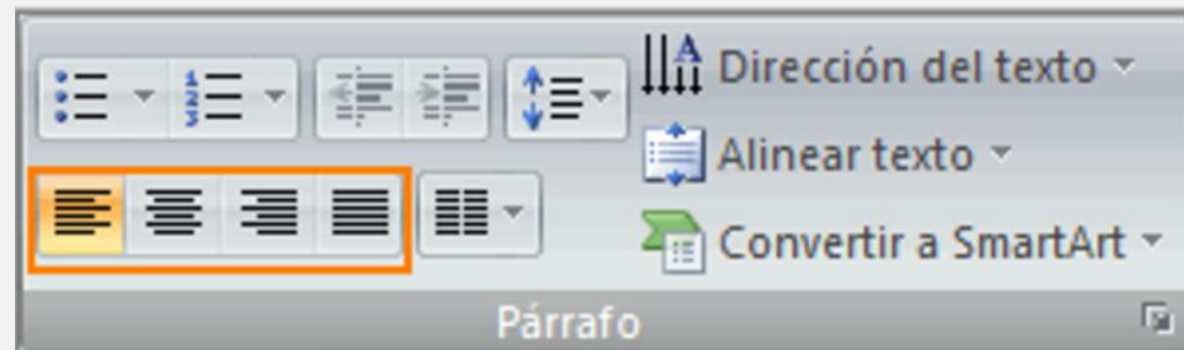 Dirección del texto
Alinear texto
Convertir a SmartArt
Párrafo